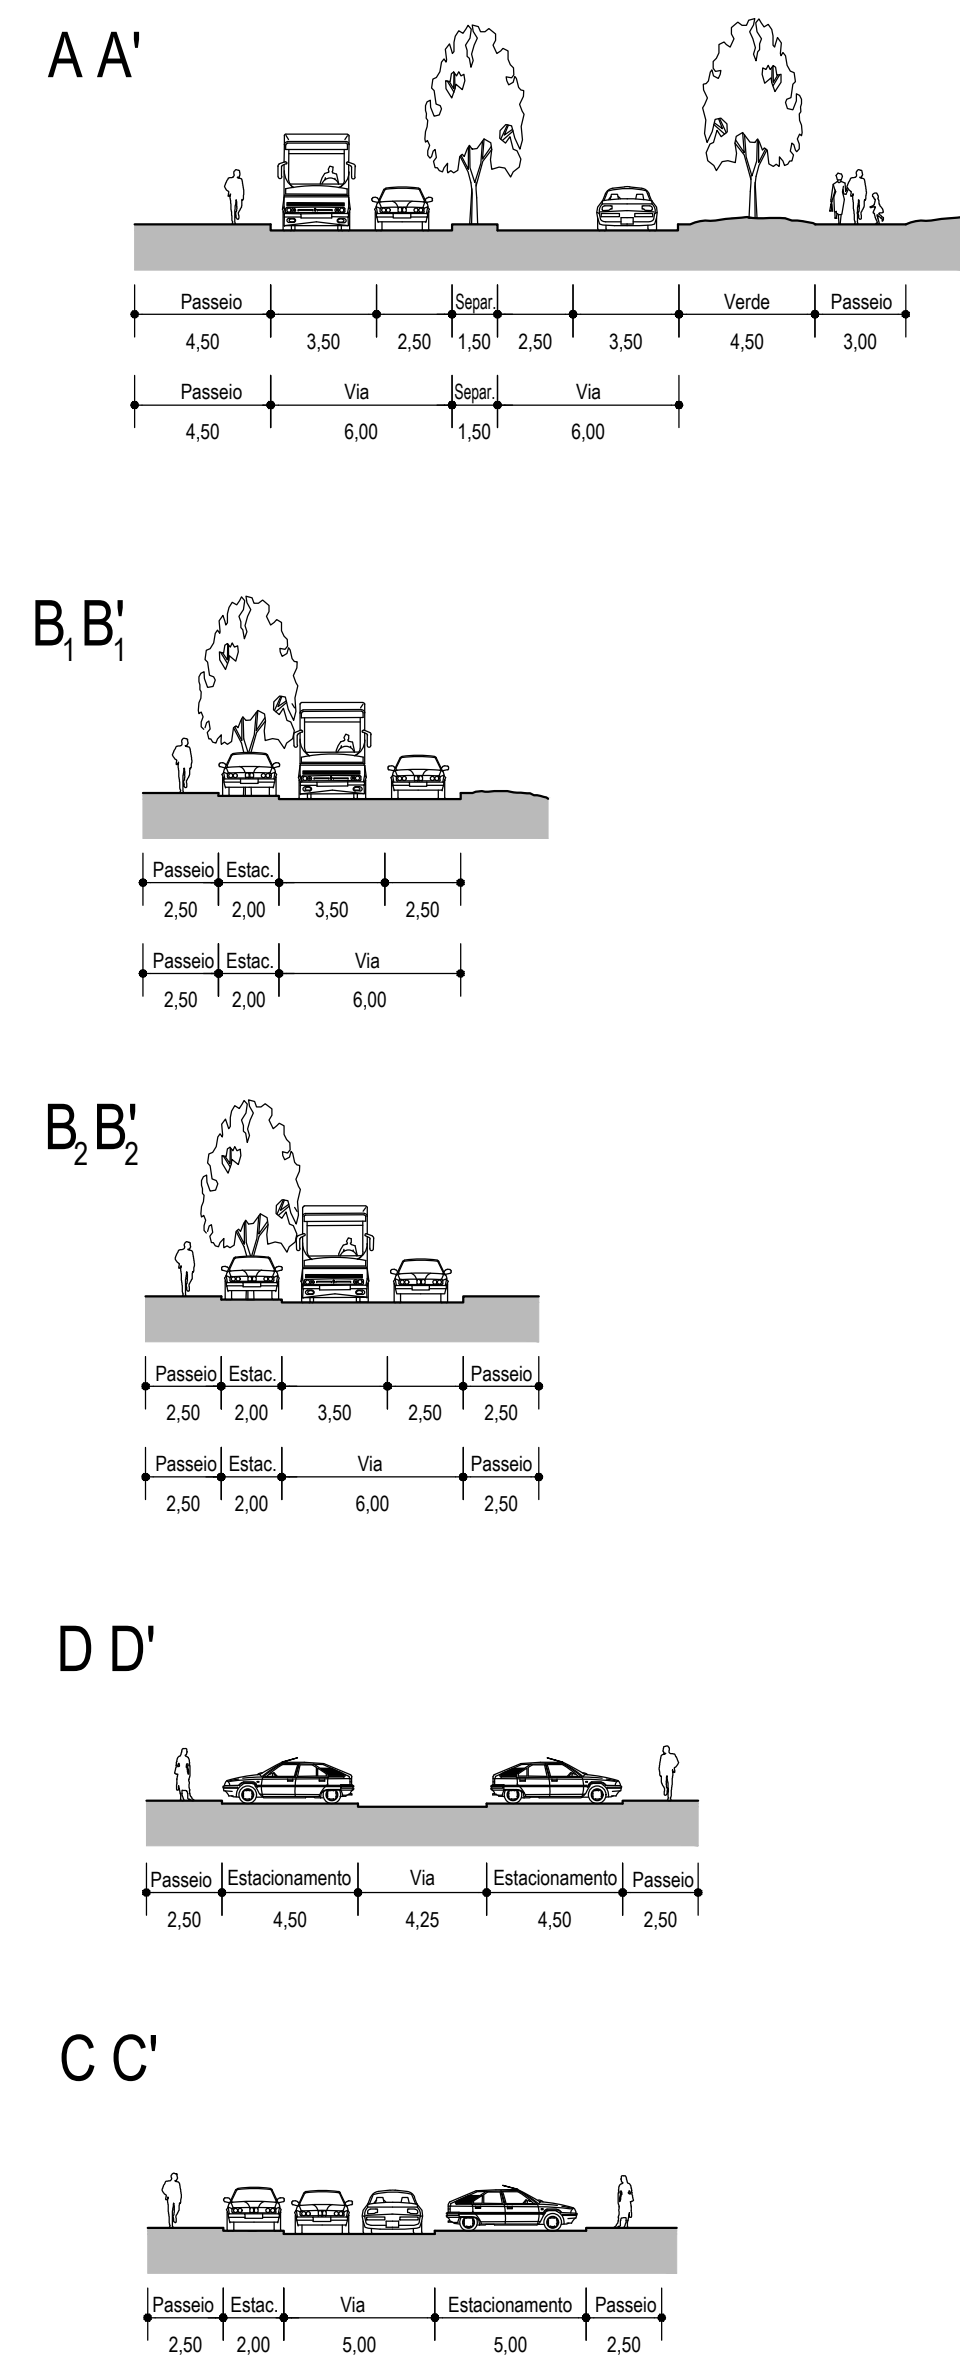 A A'
Passeio Separ. Verde Passeio
4,50 3,50 2,50 1,50 2,50 3,50 4,50 3,00
Passeio Via Separ. Via
4,50 6,00 1,50 6,00
B1 B'1
Passeio Estac.
2,50 2,00 3,50 2,50
Passeio Estac. Via
2,50 2,00 6,00
B2 B'2
Passeio Estac. Passeio
2,50 2,00 3,50 2,50 2,50
Passeio Estac. Via Passeio
2,50 2,00 6,00 2,50
D D'
Passeio Estacionamento Via Estacionamento Passeio
2,50 4,50 4,25 4,50 2,50
C C'
Passeio Estac. Via Estacionamento Passeio
2,50 2,00 5,00 5,00 2,50